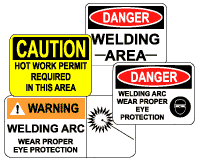 DANGER
WELDING
AREA
CAUTION
HOT WORK PERMIT
REQUIRED
IN THIS AREA
DANGER
WELDING ARC
WEAR PROPER
EYE
PROTECTION
WARNING
WELDING ARC
WEAR PROPER
EYE PROTECTION